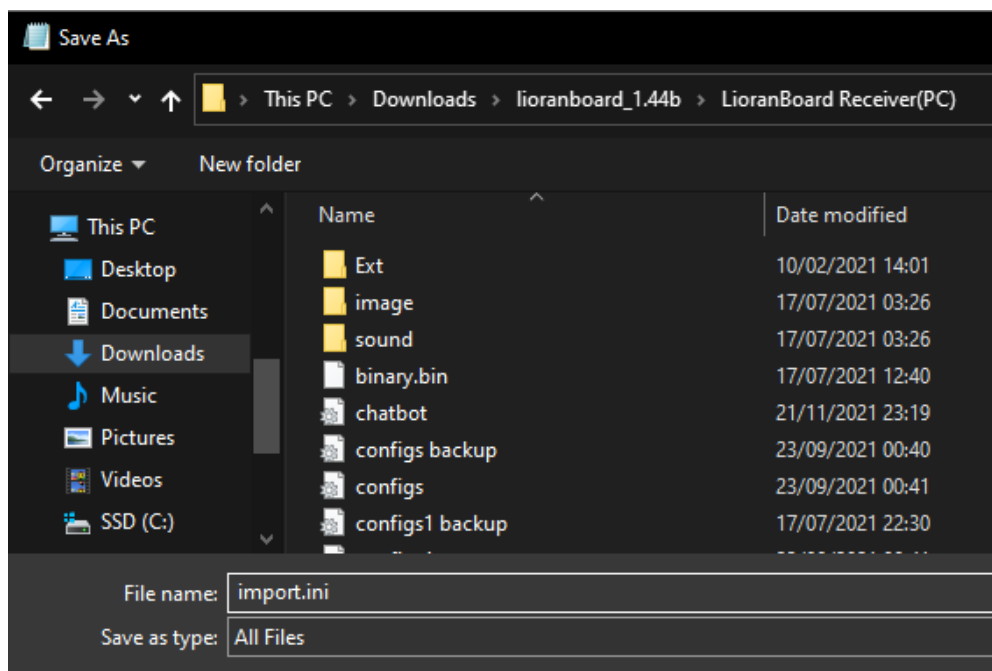 Save As
This PC > Downloads > lioranboard_1.44b > LioranBoard Receiver(PC)
Organize New folder
Name Date modified
This PC
Desktop
Documents
Downloads
Music
Pictures
Videos
SSD (C:)
Ext 10/02/2021 14:01
image 17/07/2021 03:26
sound 17/07/2021 03:26
binary.bin 17/07/2021 12:40
chatbot 21/11/2021 23:19
configs backup 23/09/2021 00:40
configs 23/09/2021 00:41
configs1 backup 17/07/2021 22:30
File name: import.ini
Save as type: All Files